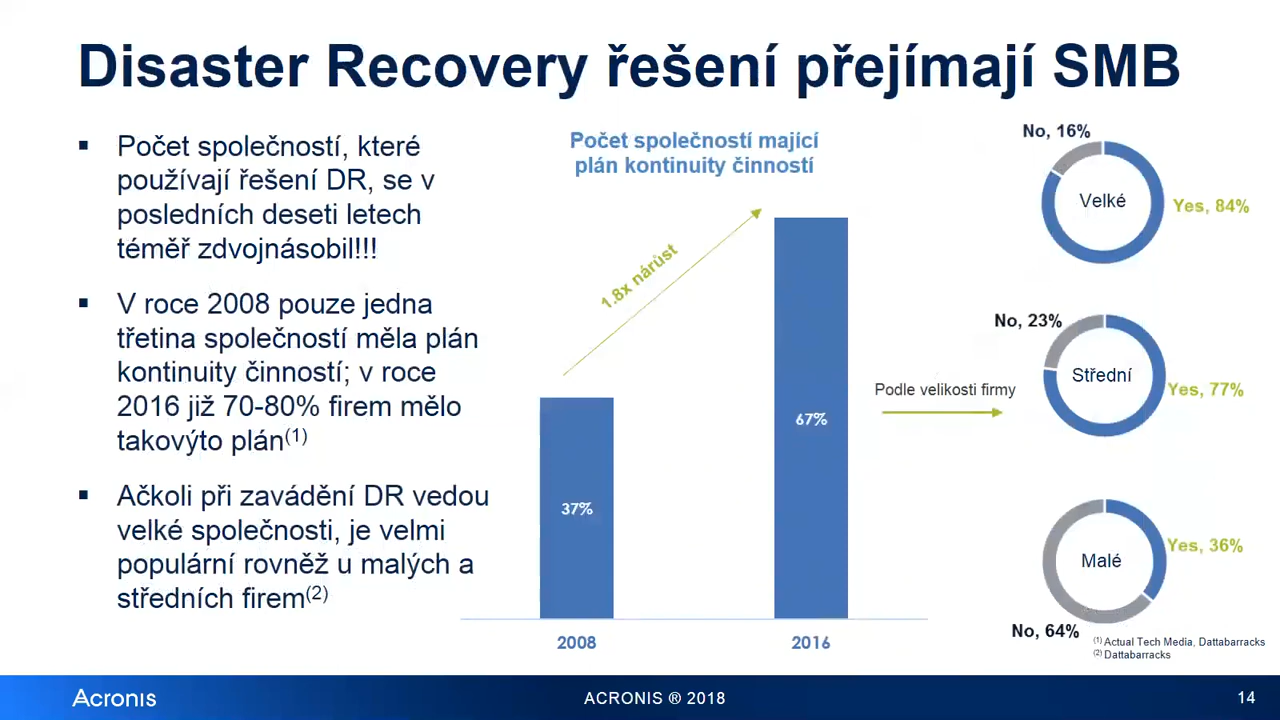 Disaster Recovery řešení přejímají SMB
▪ Počet společností, které
používají řešení DR, se v
posledních deseti letech
téměř zdvojnásobil!!!
▪ V roce 2008 pouze jedna
třetina společností měla plán
kontinuity činností; v roce
2016 již 70-80% firem mělo
takovýto plán(1)
▪ Ačkoli při zavádění DR vedou
velké společnosti, je velmi
populární rovněž u malých a
středních firem(2)
Počet společností mající
plán kontinuity činností
1.8x nárůst
37%
67%
2008
2016
Podle velikosti firmy
No, 16%
Velké
Yes, 84%
No, 23%
Střední
Yes, 77%
Malé
Yes, 36%
No, 64%
(1) Actual Tech Media, Dattabarracks
(2) Dattabarracks
Acronis
ACRONIS ® 2018
14